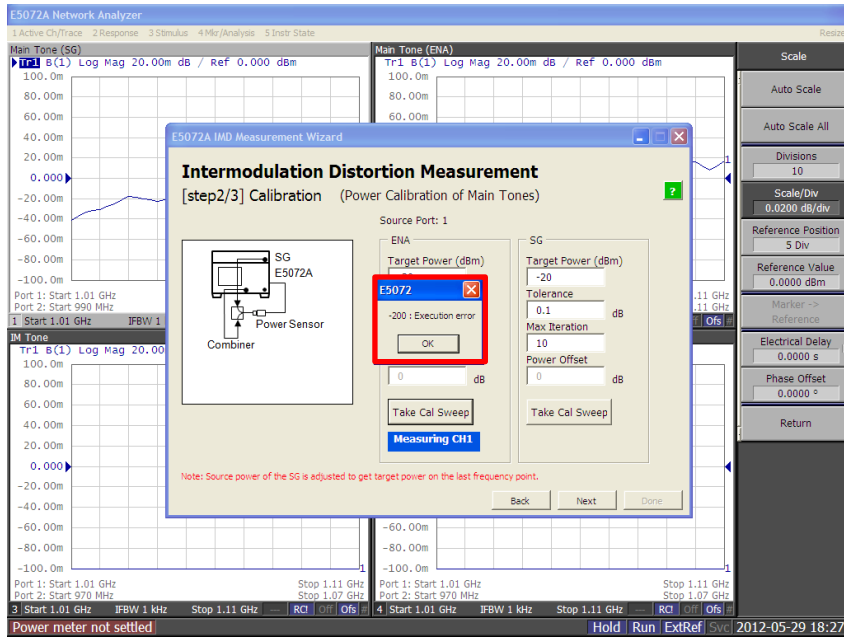 E5072A Network Analyzer
1 Active Ch/Trace 2 Response 3 Stimulus 4 Mkr/Analysis 5 Instr State
Resize
Main Tone (SG)
Tr1 B(1) Log Mag 20.00m dB / Ref 0.000 dBm
100.0m
80.00m
60.00m
40.00m
20.00m
0.000
-20.00m
-40.00m
-60.00m
-80.00m
-100.0m
Port 1: Start 1.01 GHz
Port 2: Start 990 MHz
1 Start 1.01 GHz IFBW 1
Main Tone (ENA)
Tr1 B(1) Log Mag 20.00m dB / Ref 0.000 dBm
100.0m
80.00m
60.00m
1
.11 GHz
.11 GHz
Ofs #
E5072A IMD Measurement Wizard
Intermodulation Distortion Measurement
[step2/3] Calibration (Power Calibration of Main Tones)
?
Source Port: 1
SG
E5072A
Power Sensor
Combiner
ENA
Target Power (dBm)
E5072
-200 : Execution error
OK
0 dB
Take Cal Sweep
Measuring CH1
SG
Target Power (dBm)
-20
Tolerance
0.1 dB
Max Iteration
10
Power Offset
0 dB
Take Cal Sweep
Note: Source power of the SG is adjusted to get target power on the last frequency point.
Back Next Done
IM Tone
Tr1 B(1) Log Mag 20.00
100.0m
80.00m
60.00m
40.00m
20.00m
0.000
-20.00m
-40.00m
-60.00m
-80.00m
-100.0m
1
Port 1: Start 1.01 GHz Stop 1.11 GHz
Port 2: Start 970 MHz Stop 1.07 GHz
3 Start 1.01 GHz IFBW 1 kHz Stop 1.11 GHz --- RC! Off Ofs #
-60.00m
-80.00m
-100.0m
1
Port 1: Start 1.01 GHz Stop 1.11 GHz
Port 2: Start 970 MHz Stop 1.07 GHz
4 Start 1.01 GHz IFBW 1 kHz Stop 1.11 GHz --- RC! Off Ofs #
Scale
Auto Scale
Auto Scale All
Divisions
10
Scale/Div
0.0200 dB/div
Reference Position
5 Div
Reference Value
0.0000 dBm
Marker ->
Reference
Electrical Delay
0.0000 s
Phase Offset
0.0000 °
Return
Power meter not settled
Hold Run ExtRef Svc 2012-05-29 18:27